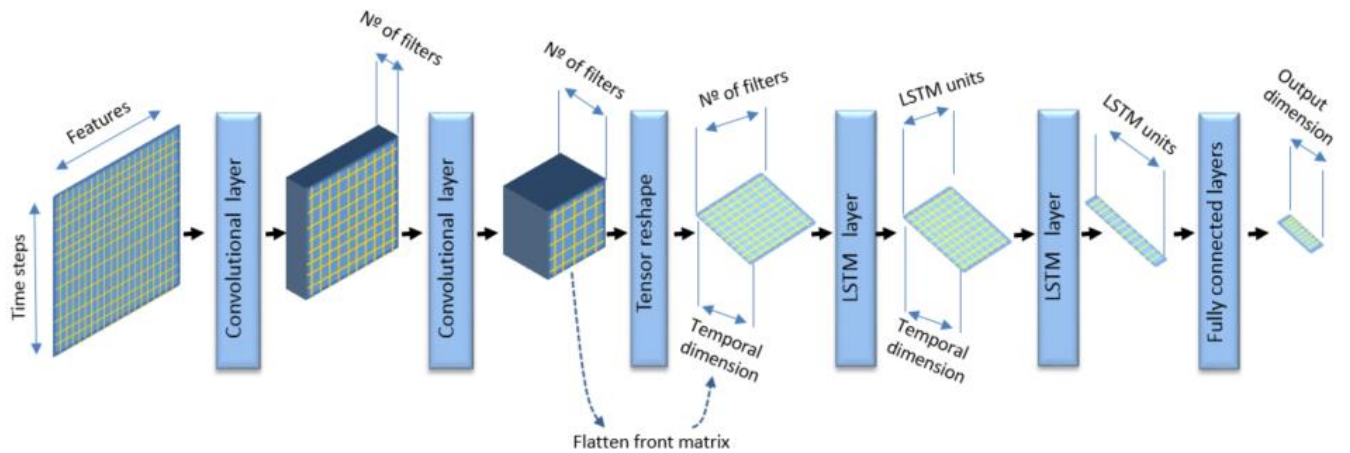 Features
Time steps
Convolutional layer
Nº of filters
Convolutional layer
Nº of filters
Tensor reshape
Nº of filters
Temporal
dimension
Flatten front matrix
LSTM layer
LSTM units
Temporal
dimension
LSTM layer
LSTM units
Fully connected layers
Output
dimension